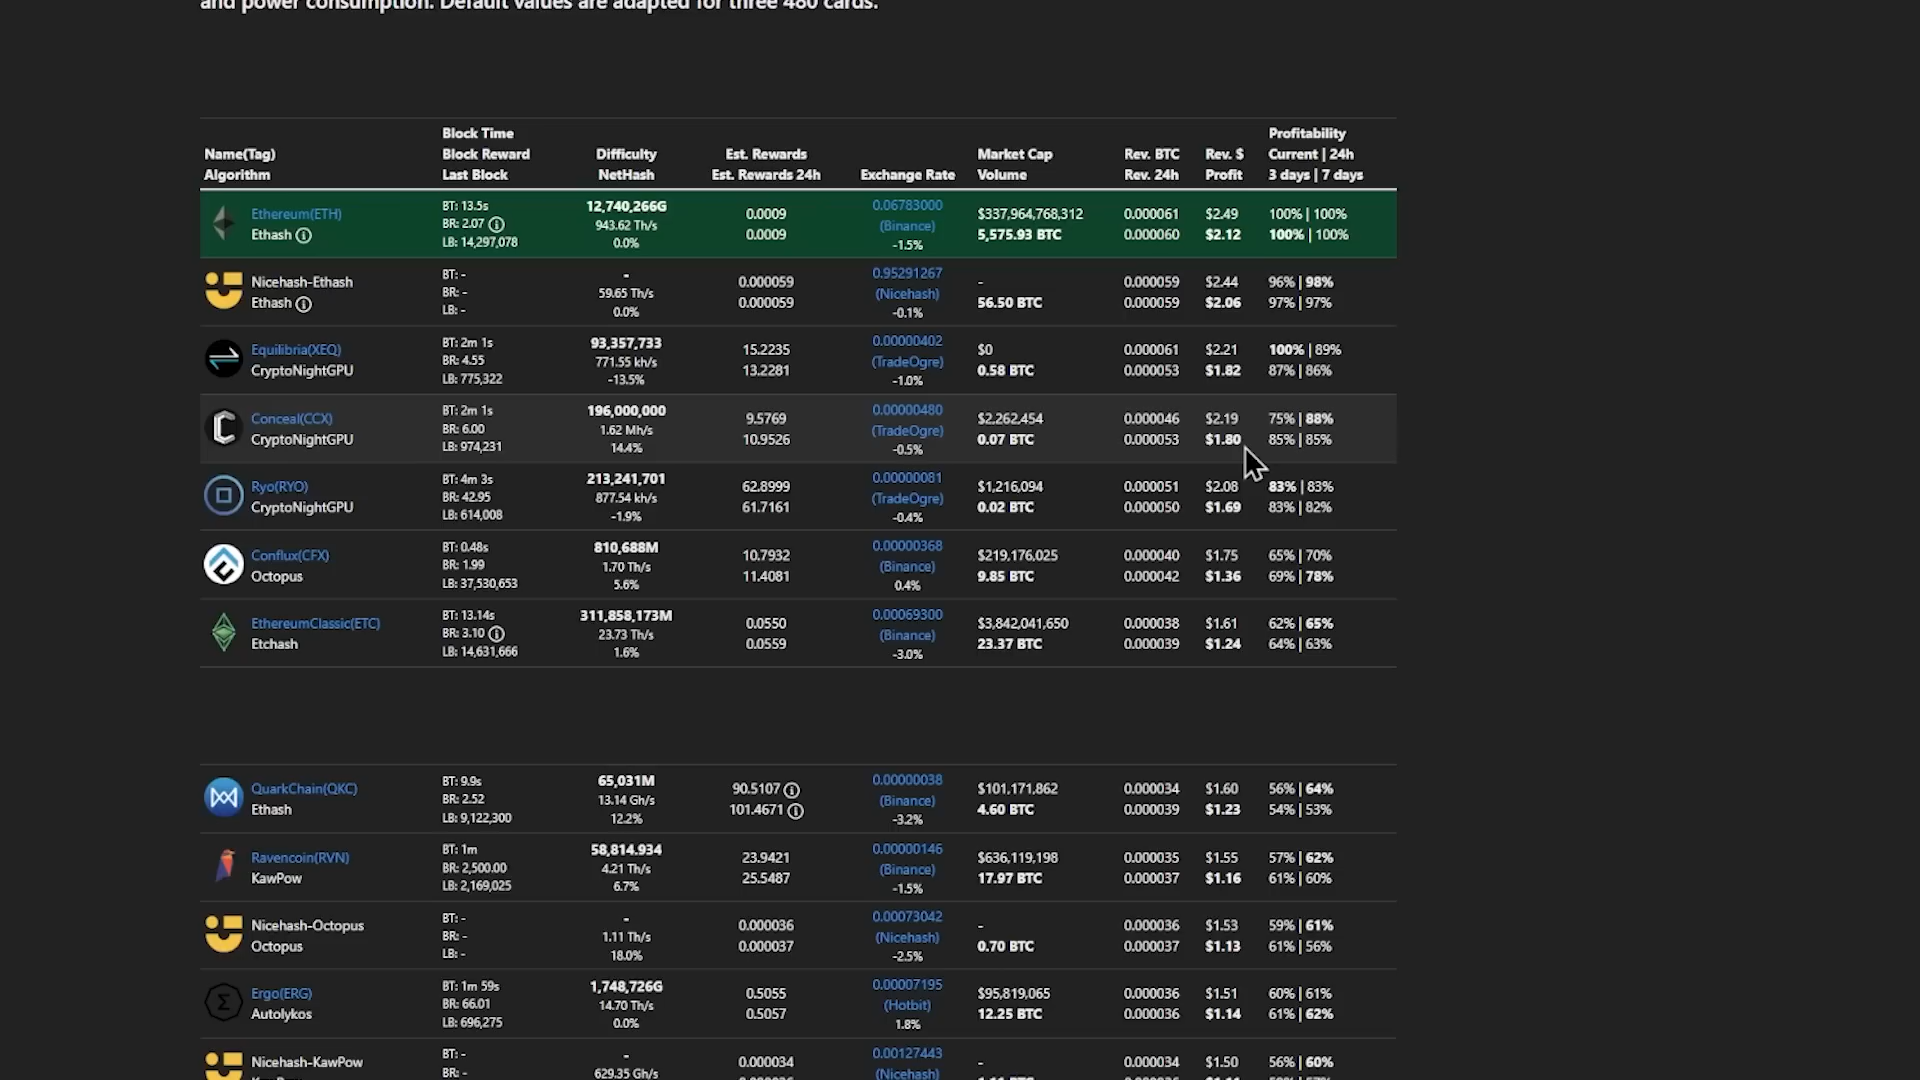 and power consumption. Default values are adapted for three 480 cards.
Name(Tag)
Algorithm
Block Time
Block Reward
Last Block
Difficulty
NetHash
Est. Rewards
Est. Rewards 24h
Exchange Rate
Market Cap
Volume
Rev. BTC
Rev. 24h
Rev. $
Profit
Profitability
Current | 24h
3 days | 7 days
Ethereum(ETH)
Ethash
BT: 13.5s
BR: 2.07
LB: 14,297,078
12,740,266G
943.62 Th/s
0.0%
0.0009
0.0009
0.06783000
(Binance)
-1.5%
$337,964,768,312
5,575.93 BTC
0.000061
0.000060
$2.49
$2.12
100% | 100%
100% | 100%
Nicehash-Ethash
Ethash
BT: -
BR: -
LB: -
-
59.65 Th/s
0.0%
0.000059
0.000059
0.95291267
(Nicehash)
-0.1%
-
56.50 BTC
0.000059
0.000059
$2.44
$2.06
96% | 98%
97% | 97%
Equilibria(XEQ)
CryptoNightGPU
BT: 2m 1s
BR: 4.55
LB: 775,322
93,357,733
771.55 kh/s
-13.5%
15.2235
13.2281
0.00000402
(TradeOgre)
-1.0%
$0
0.58 BTC
0.000061
0.000053
$2.21
$1.82
100% | 89%
87% | 86%
Conceal(CCX)
CryptoNightGPU
BT: 2m 1s
BR: 6.00
LB: 974,231
196,000,000
1.62 Mh/s
14.4%
9.5769
10.9526
0.00000480
(TradeOgre)
-0.5%
$2,262,454
0.07 BTC
0.000046
0.000053
$2.19
$1.80
75% | 88%
85% | 85%
Ryo(RYO)
CryptoNightGPU
BT: 4m 3s
BR: 42.95
LB: 614,008
213,241,701
877.54 kh/s
-1.9%
62.8999
61.7161
0.00000081
(TradeOgre)
-0.4%
$1,216,094
0.02 BTC
0.000051
0.000050
$2.08
$1.69
83% | 83%
83% | 82%
Conflux(CFX)
Octopus
BT: 0.48s
BR: 1.99
LB: 37,530,653
810,688M
1.70 Th/s
5.6%
10.7932
11.4081
0.00000368
(Binance)
0.4%
$219,176,025
9.85 BTC
0.000040
0.000042
$1.75
$1.36
65% | 70%
69% | 78%
EthereumClassic(ETC)
Etchash
BT: 13.14s
BR: 3.10
LB: 14,631,666
311,858,173M
23.73 Th/s
1.6%
0.0550
0.0559
0.00069300
(Binance)
-3.0%
$3,842,041,650
23.37 BTC
0.000038
0.000039
$1.61
$1.24
62% | 65%
64% | 63%
QuarkChain(QKC)
Ethash
BT: 9.9s
BR: 2.52
LB: 9,122,300
65,031M
13.14 Gh/s
12.2%
90.5107
101.4671
0.00000038
(Binance)
-3.2%
$101,171,862
4.60 BTC
0.000034
0.000039
$1.60
$1.23
56% | 64%
54% | 53%
Ravencoin(RVN)
KawPow
BT: 1m
BR: 2,500.00
LB: 2,169,025
58,814.934
4.21 Th/s
6.7%
23.9421
25.5487
0.00000146
(Binance)
-1.5%
$636,119,198
17.97 BTC
0.000035
0.000037
$1.55
$1.16
57% | 62%
61% | 60%
Nicehash-Octopus
Octopus
BT: -
BR: -
LB: -
-
1.11 Th/s
18.0%
0.000036
0.000037
0.00073042
(Nicehash)
-2.5%
-
0.70 BTC
0.000036
0.000037
$1.53
$1.13
59% | 61%
61% | 56%
Ergo(ERG)
Autolykos
BT: 1m 59s
BR: 66.01
LB: 696,275
1,748,726G
14.70 Th/s
0.0%
0.5055
0.5057
0.00007195
(Hotbit)
1.8%
$95,819,065
12.25 BTC
0.000036
0.000036
$1.51
$1.14
60% | 61%
61% | 62%
Nicehash-KawPow
BT: -
BR: -
-
629.35 Gh/s
0.000034
0.00127443
(Nicehash)
-
0.000034
$1.50
56% | 60%